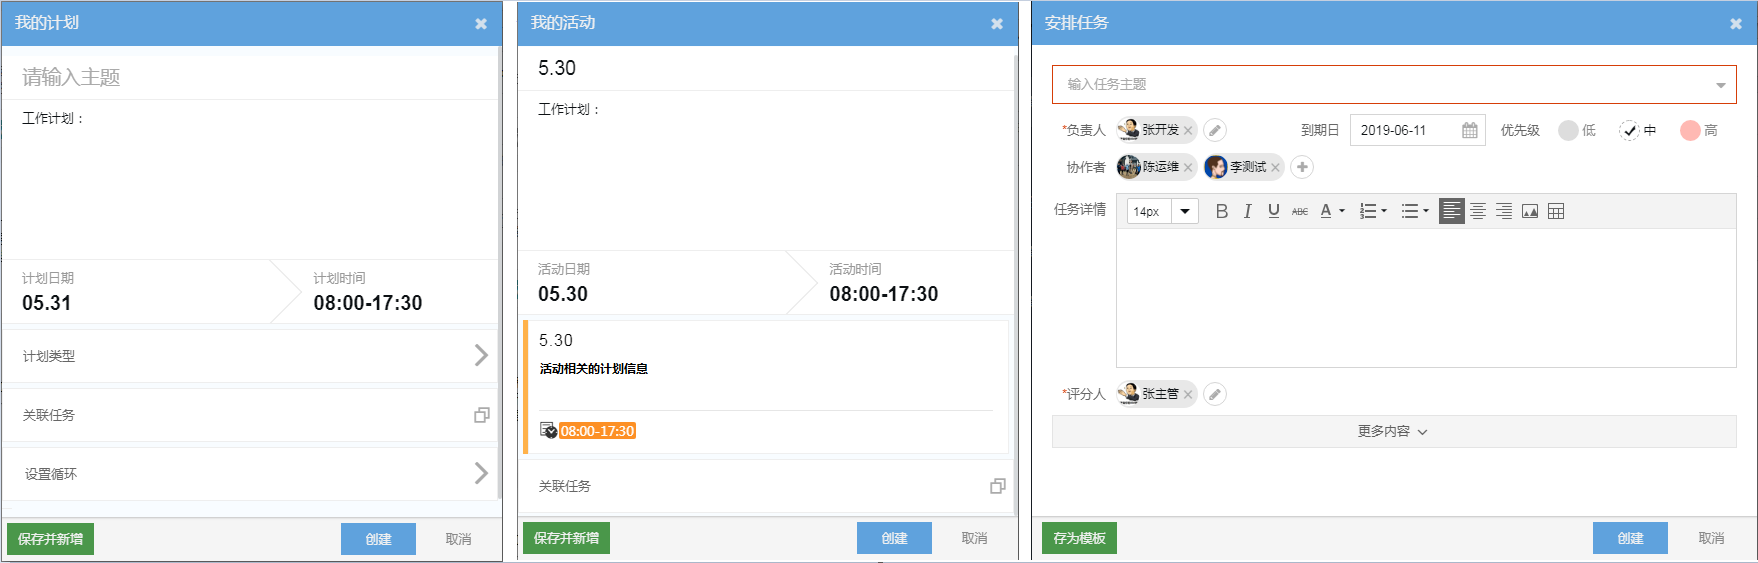 我的计划
请输入主题
工作计划：
计划日期
计划时间
05.31
08:00-17:30
计划类型
关联任务
设置循环
保存并新增
创建
取消
我的活动
5.30
工作计划：
活动日期
活动时间
05.30
08:00-17:30
5.30
活动相关的计划信息
08:00-17:30
关联任务
保存并新增
创建
取消
安排任务
输入任务主题
*负责人 张开发 到期日 2019-06-11 优先级 低 中 高
协作者 陈运维 李测试
任务详情 14px B I U ABC A
*评分人 张主管
更多内容
存为模板
创建
取消